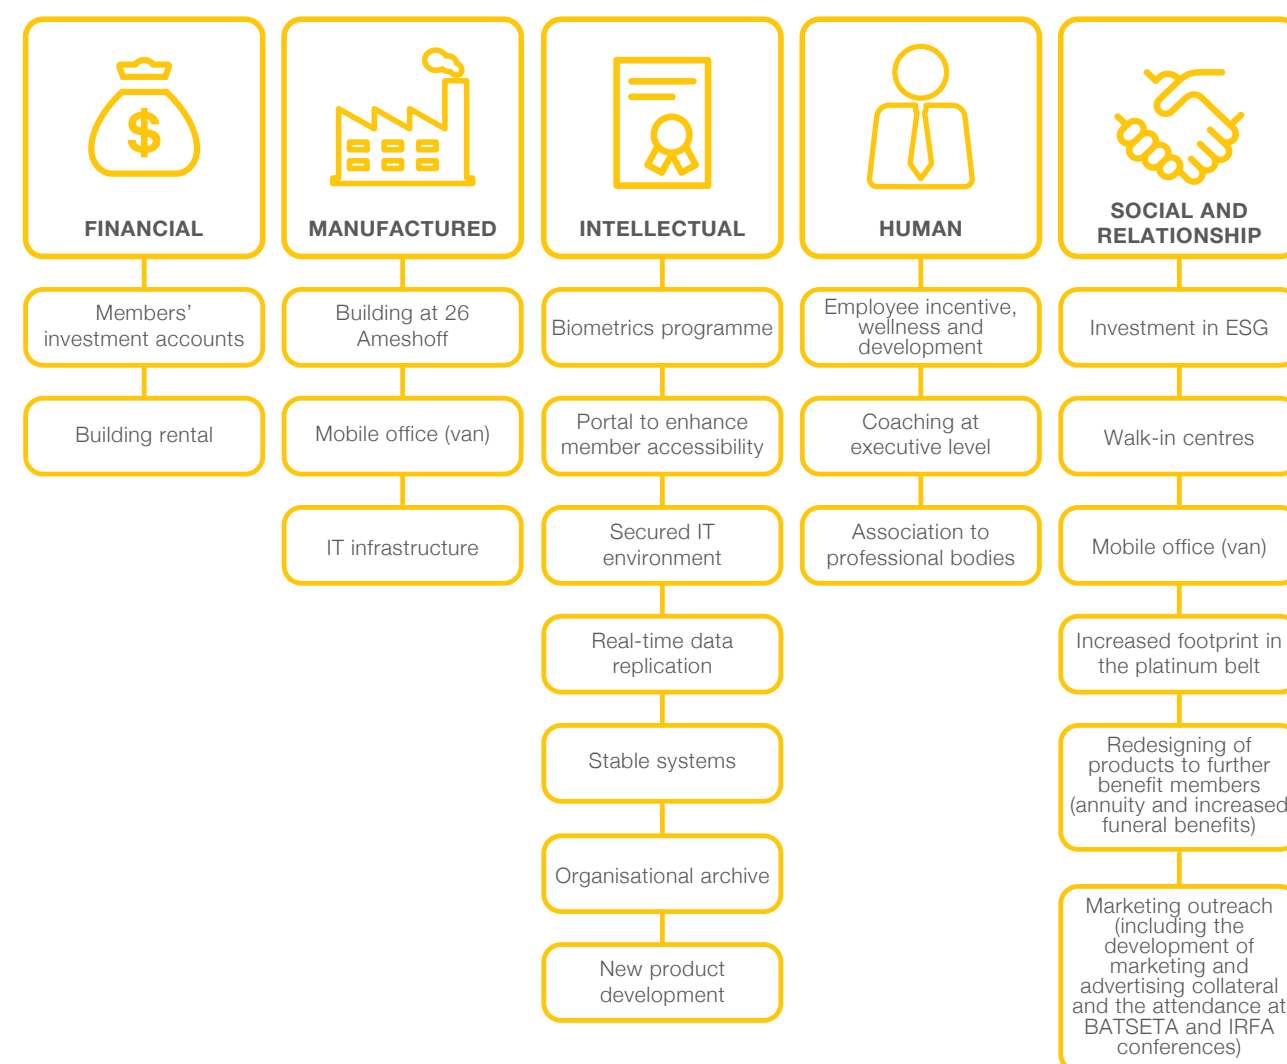 $
FINANCIAL
Members'
investment accounts
Building rental
MANUFACTURED
Building at 26
Ameshoff
Mobile office (van)
IT infrastructure
INTELLECTUAL
Biometrics programme
Portal to enhance
member accessibility
Secured IT
environment
Real-time data
replication
Stable systems
Organisational archive
New product
development
HUMAN
Employee incentive,
wellness and
development
Coaching at
executive level
Association to
professional bodies
SOCIAL AND
RELATIONSHIP
Investment in ESG
Walk-in centres
Mobile office (van)
Increased footprint in
the platinum belt
Redesigning of
products to further
benefit members
(annuity and increased
funeral benefits)
Marketing outreach
(including the
development of
marketing and
advertising collateral
and the attendance at
BATSETA and IRFA
conferences)